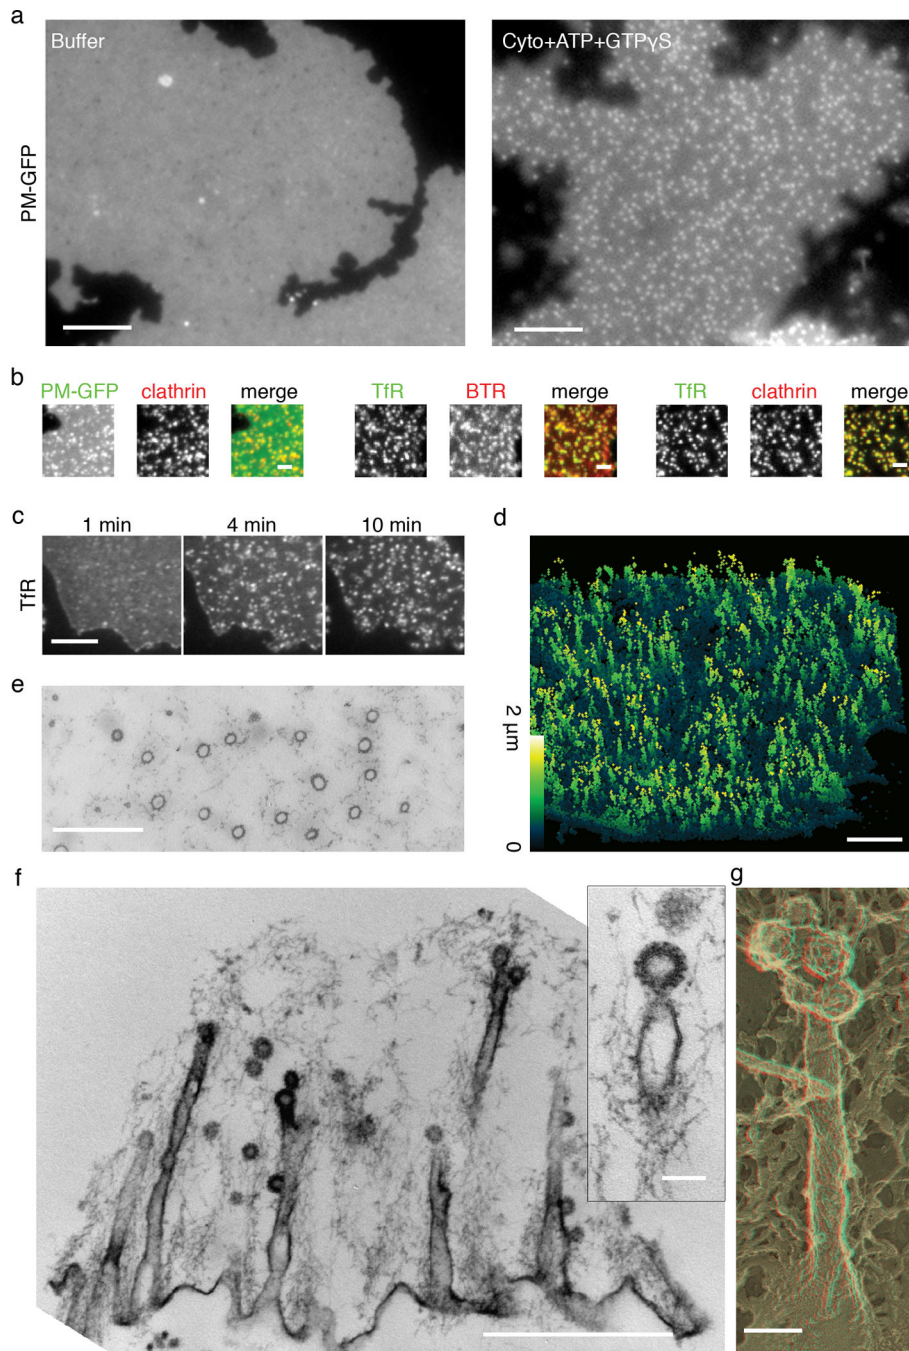 a
Buffer
Cyto+ATP+GTPγS
PM-GFP
b
PM-GFP clathrin merge TfR BTR merge TfR clathrin merge
c
1 min 4 min 10 min
TfR
d
2 μm
0
e
f
g